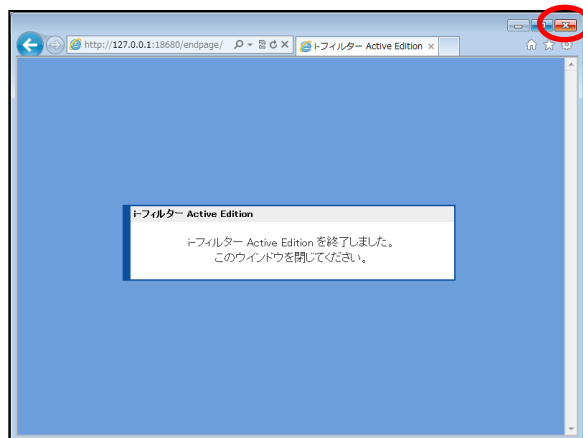 http://127.0.0.1:18680/endpage/
i-フィルター Active Edition
i-フィルター Active Edition
i-フィルター Active Edition を終了しました。
このウインドウを閉じてください。